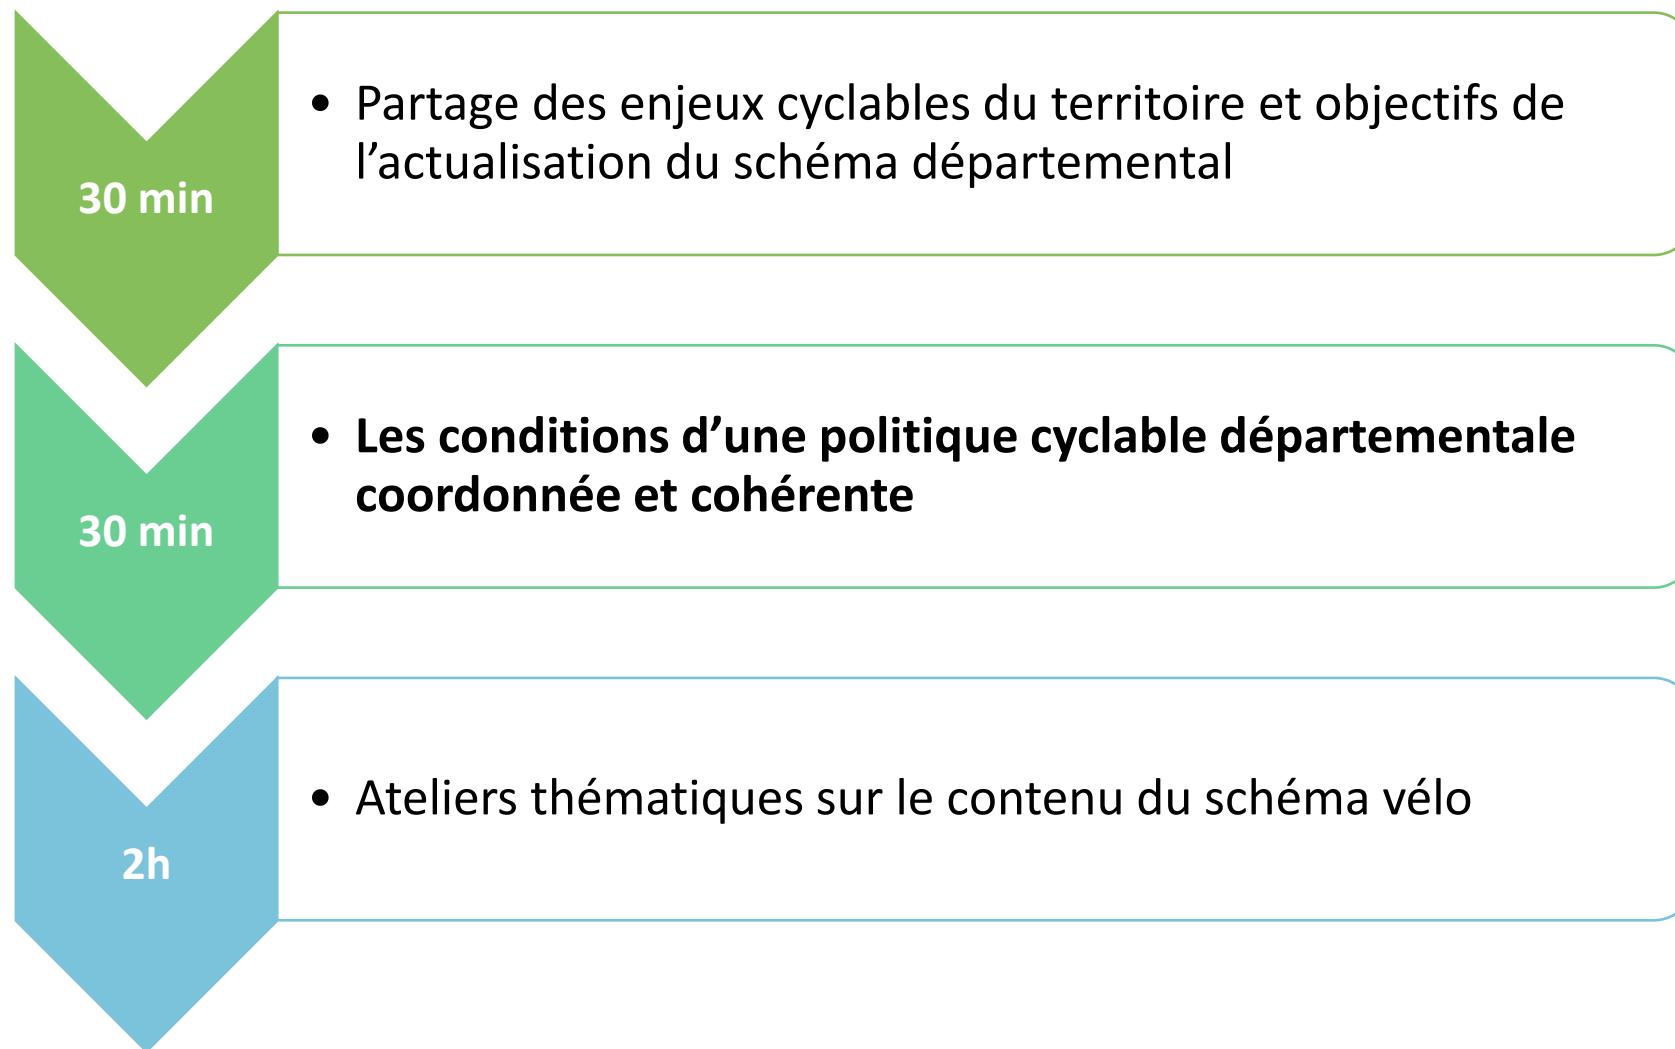 30 min
• Partage des enjeux cyclables du territoire et objectifs de
l’actualisation du schéma départemental
30 min
• Les conditions d’une politique cyclable départementale
coordonnée et cohérente
2h
• Ateliers thématiques sur le contenu du schéma vélo